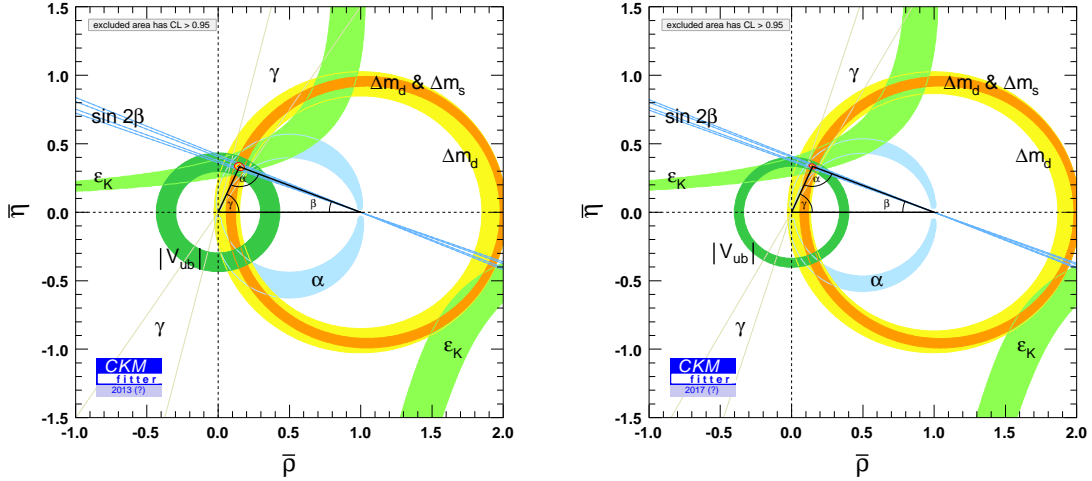 excluded area has CL > 0.95
1.5
1.0
0.5
0.0
-0.5
-1.0
-1.5
η̅
γ
Δm_d & Δm_s
sin 2β
Δm_d
ε_K
α
γ
β
|V_ub|
α
γ
ε_K
CKM
fitter
2013 (?)
-1.0 -0.5 0.0 0.5 1.0 1.5 2.0
ρ̅
excluded area has CL > 0.95
1.5
1.0
0.5
0.0
-0.5
-1.0
-1.5
η̅
γ
Δm_d & Δm_s
sin 2β
Δm_d
ε_K
α
γ
β
|V_ub|
α
γ
ε_K
CKM
fitter
2017 (?)
-1.0 -0.5 0.0 0.5 1.0 1.5 2.0
ρ̅